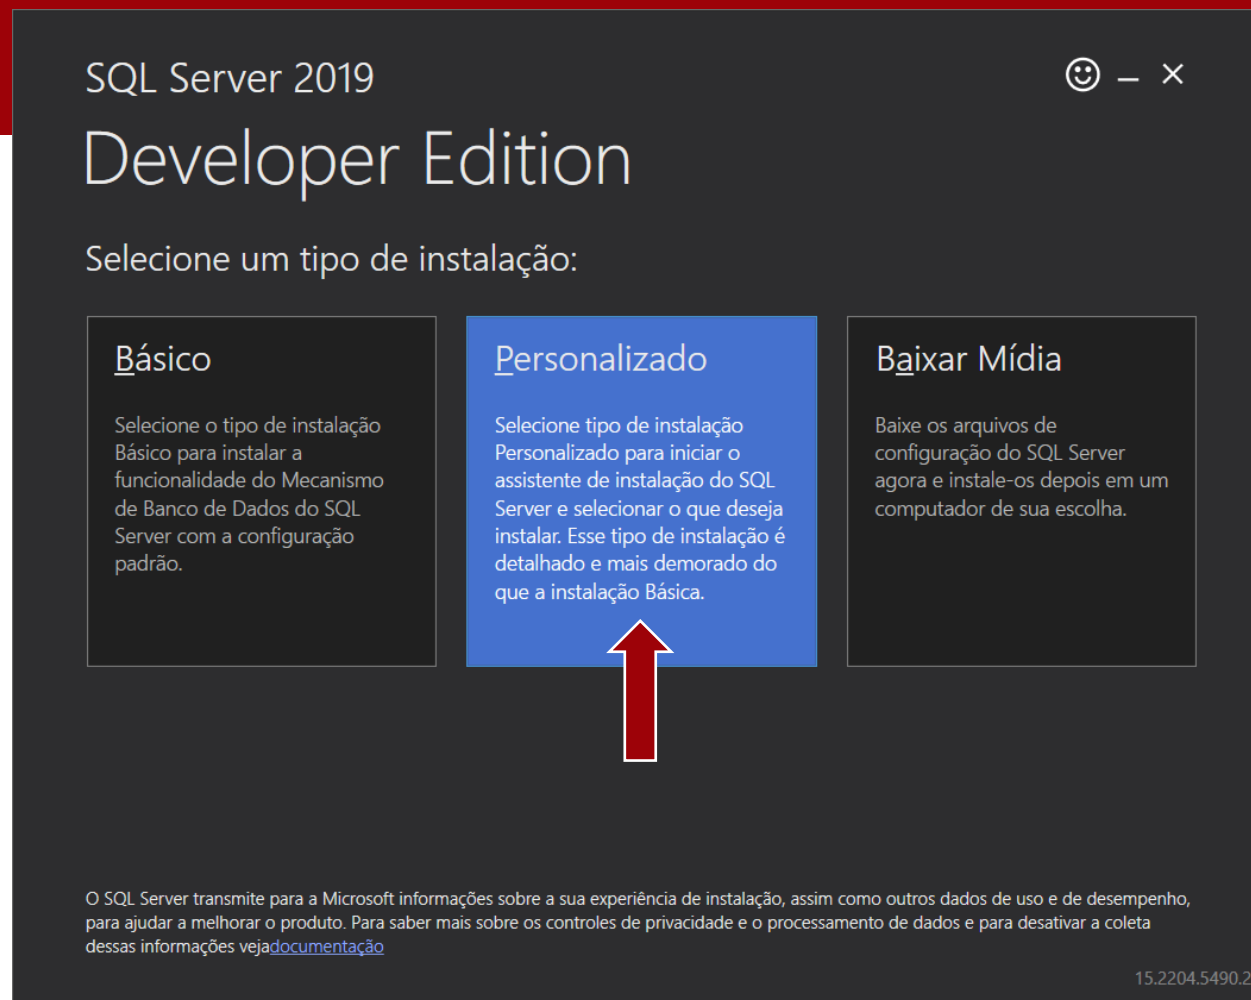 SQL Server 2019
Developer Edition
Selecione um tipo de instalação:
Básico
Selecione o tipo de instalação
Básico para instalar a
funcionalidade do Mecanismo
de Banco de Dados do SQL
Server com a configuração
padrão.
Personalizado
Selecione tipo de instalação
Personalizado para iniciar o
assistente de instalação do SQL
Server e selecionar o que deseja
instalar. Esse tipo de instalação é
detalhado e mais demorado do
que a instalação Básica.
Baixar Mídia
Baixe os arquivos de
configuração do SQL Server
agora e instale-os depois em um
computador de sua escolha.
O SQL Server transmite para a Microsoft informações sobre a sua experiência de instalação, assim como outros dados de uso e de desempenho,
para ajudar a melhorar o produto. Para saber mais sobre os controles de privacidade e o processamento de dados e para desativar a coleta
dessas informações vejadocumentação
15.2204.5490.2